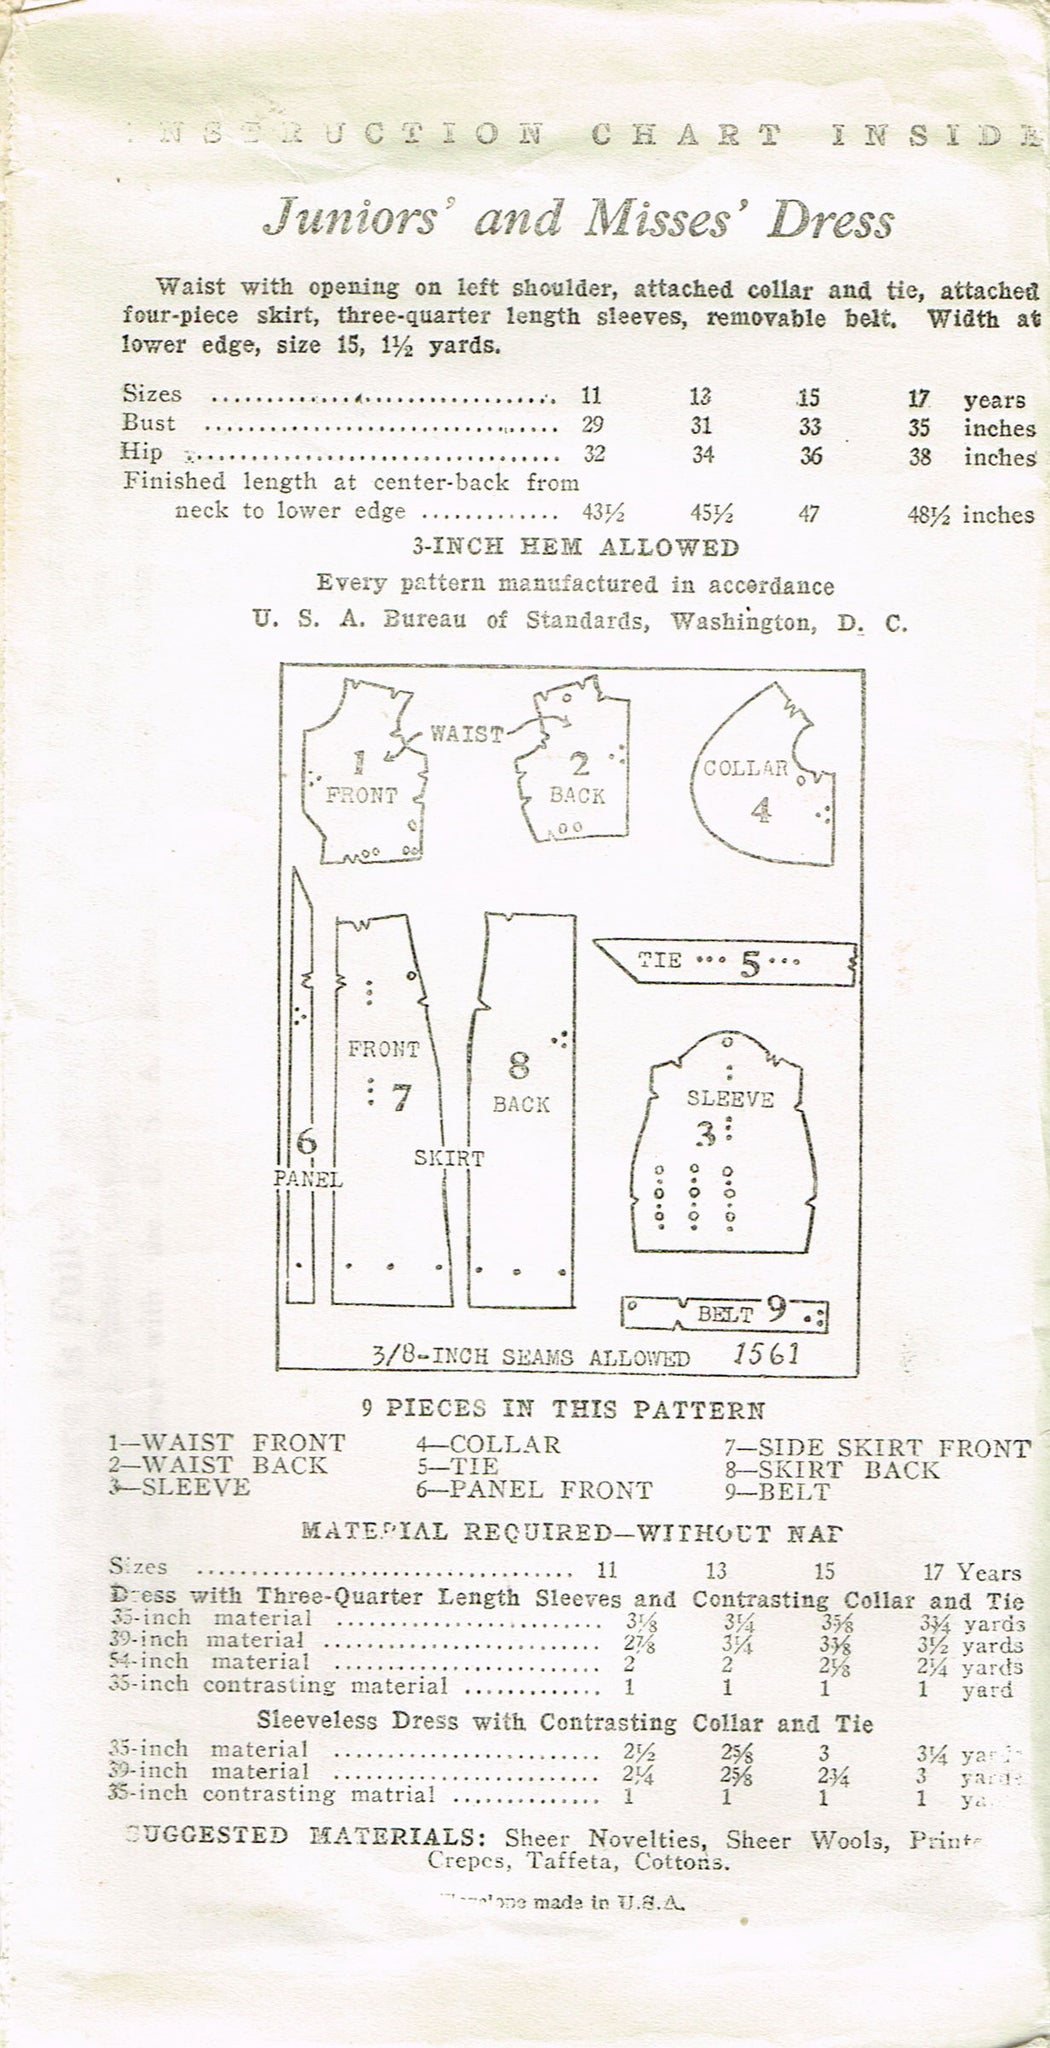 INSTRUCTION CHART INSIDE
Juniors' and Misses' Dress
Waist with opening on left shoulder, attached collar and tie, attached
four-piece skirt, three-quarter length sleeves, removable belt. Width at
lower edge, size 15, 1½ yards.
Sizes ................................ 11 13 15 17 years
Bust ................................ 29 31 33 35 inches
Hip ................................ 32 34 36 38 inches
Finished length at center-back from
neck to lower edge ............. 43½ 45½ 47 48½ inches
3-INCH HEM ALLOWED
Every pattern manufactured in accordance
U. S. A. Bureau of Standards, Washington, D. C.
WAIST
1
FRONT
2
BACK
COLLAR
4
TIE ... 5...
FRONT
7
8
BACK
SLEEVE
3
6
PANEL
SKIRT
BELT 9
3/8-INCH SEAMS ALLOWED 1561
9 PIECES IN THIS PATTERN
1—WAIST FRONT 4—COLLAR 7—SIDE SKIRT FRONT
2—WAIST BACK 5—TIE 8—SKIRT BACK
3—SLEEVE 6—PANEL FRONT 9—BELT
MATERIAL REQUIRED—WITHOUT NAP
Sizes ................................ 11 13 15 17 Years
Dress with Three-Quarter Length Sleeves and Contrasting Collar and Tie
35-inch material ........................ 3⅛ 3¼ 3⅝ 3¾ yards
39-inch material ........................ 2⅞ 3¼ 3⅜ 3½ yards
54-inch material ........................ 2 2 2⅛ 2¼ yards
35-inch contrasting material ............. 1 1 1 1 yard
Sleeveless Dress with Contrasting Collar and Tie
35-inch material ........................ 2½ 2⅝ 3 3¼ yards
39-inch material ........................ 2¼ 2⅝ 2¾ 3 yards
35-inch contrasting matrial .............. 1 1 1 1
SUGGESTED MATERIALS: Sheer Novelties, Sheer Wools, Prints
Crepes, Taffeta, Cottons.
Envelope made in U.S.A.